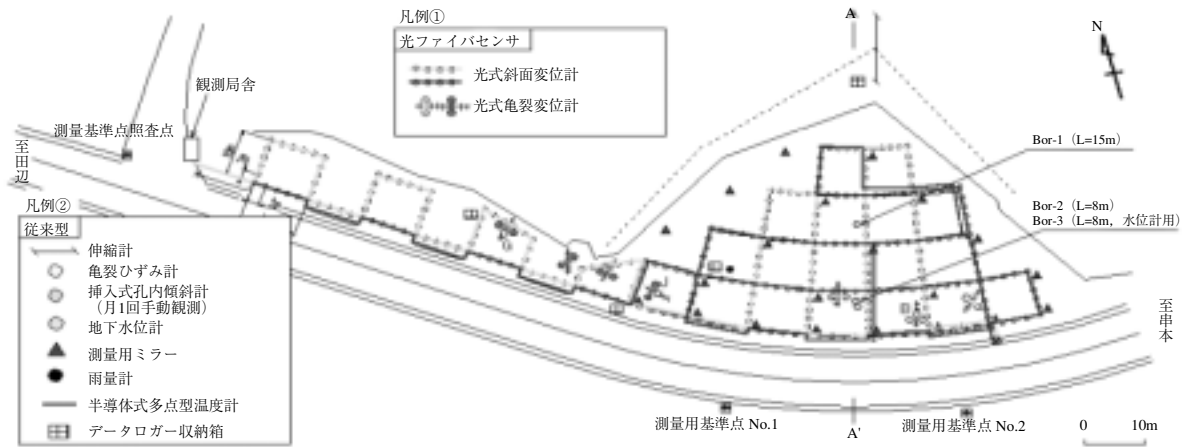 凡例①
光ファイバセンサ
光式斜面変位計
光式亀裂変位計
A
N
観測局舎
測量基準点照査点
至田辺
凡例②
従来型
伸縮計
亀裂ひずみ計
挿入式孔内傾斜計
(月1回手動観測)
地下水位計
測量用ミラー
雨量計
半導体式多点型温度計
データロガー収納箱
Bor-1(L=15m)
Bor-2(L=8m)
Bor-3(L=8m,水位計用)
至串本
測量用基準点 No.1
A'
測量用基準点 No.2
0 10m